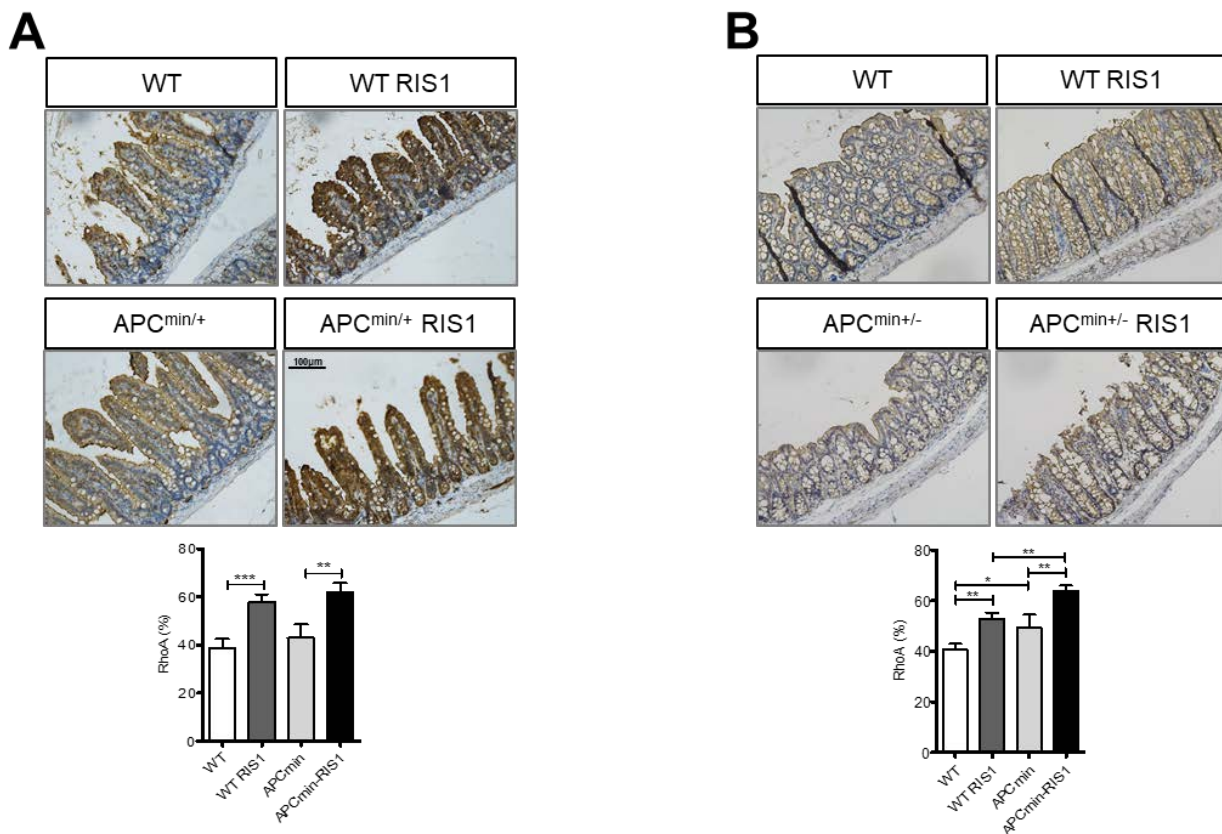 A
WT
WT RIS1
APCmin/+
APCmin/+ RIS1
100μm
80
60
40
20
0
RhoA (%)
***
**
WT
WT RIS1
APCmin
APCmin-RIS1
B
WT
WT RIS1
APCmin+/-
APCmin+/- RIS1
80
60
40
20
0
RhoA (%)
**
*
**
**
WT
WT RIS1
APCmin
APCmin-RIS1